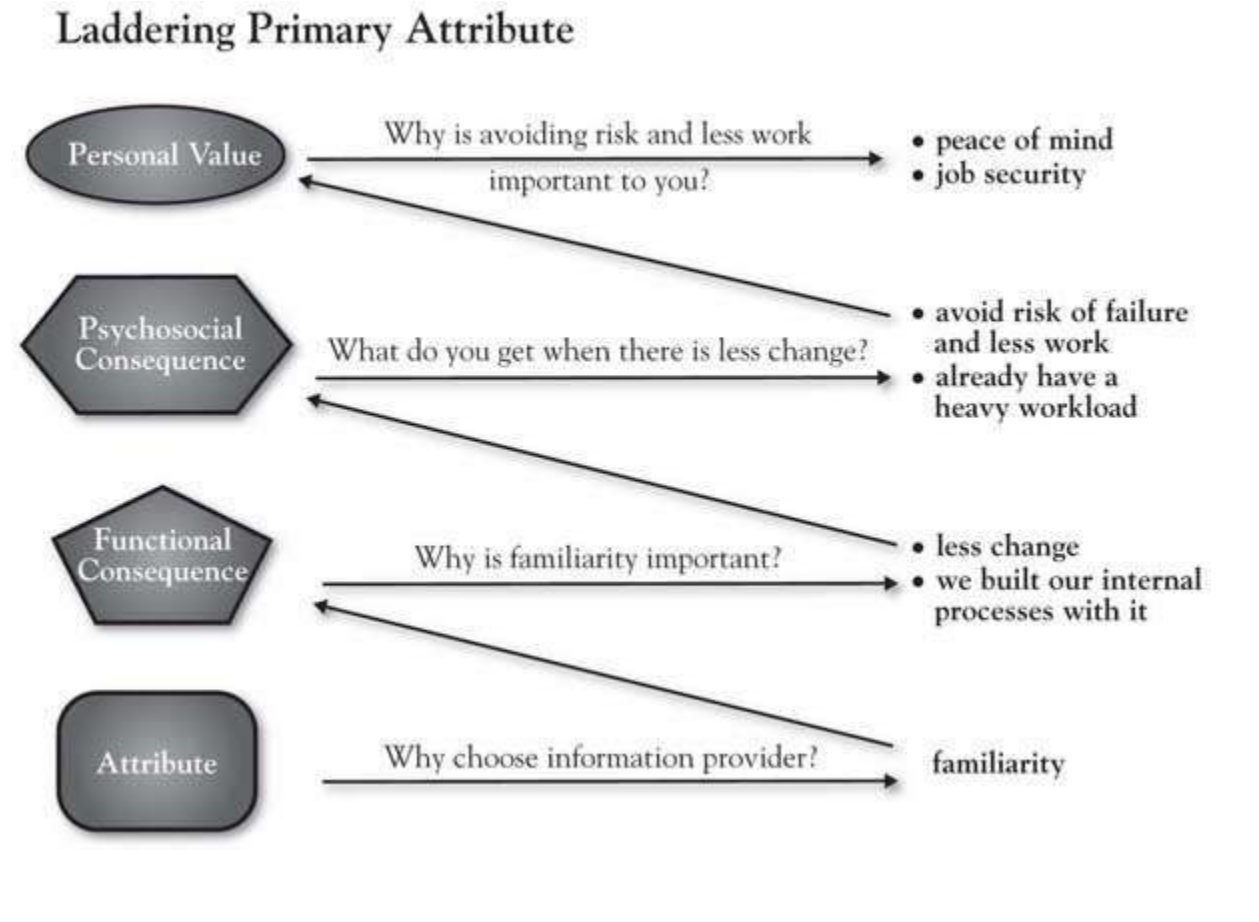 Laddering Primary Attribute
Personal Value
Why is avoiding risk and less work
important to you?
• peace of mind
• job security
Psychosocial
Consequence
What do you get when there is less change?
• avoid risk of failure
and less work
• already have a
heavy workload
Functional
Consequence
Why is familiarity important?
• less change
• we built our internal
processes with it
Attribute
Why choose information provider?
familiarity